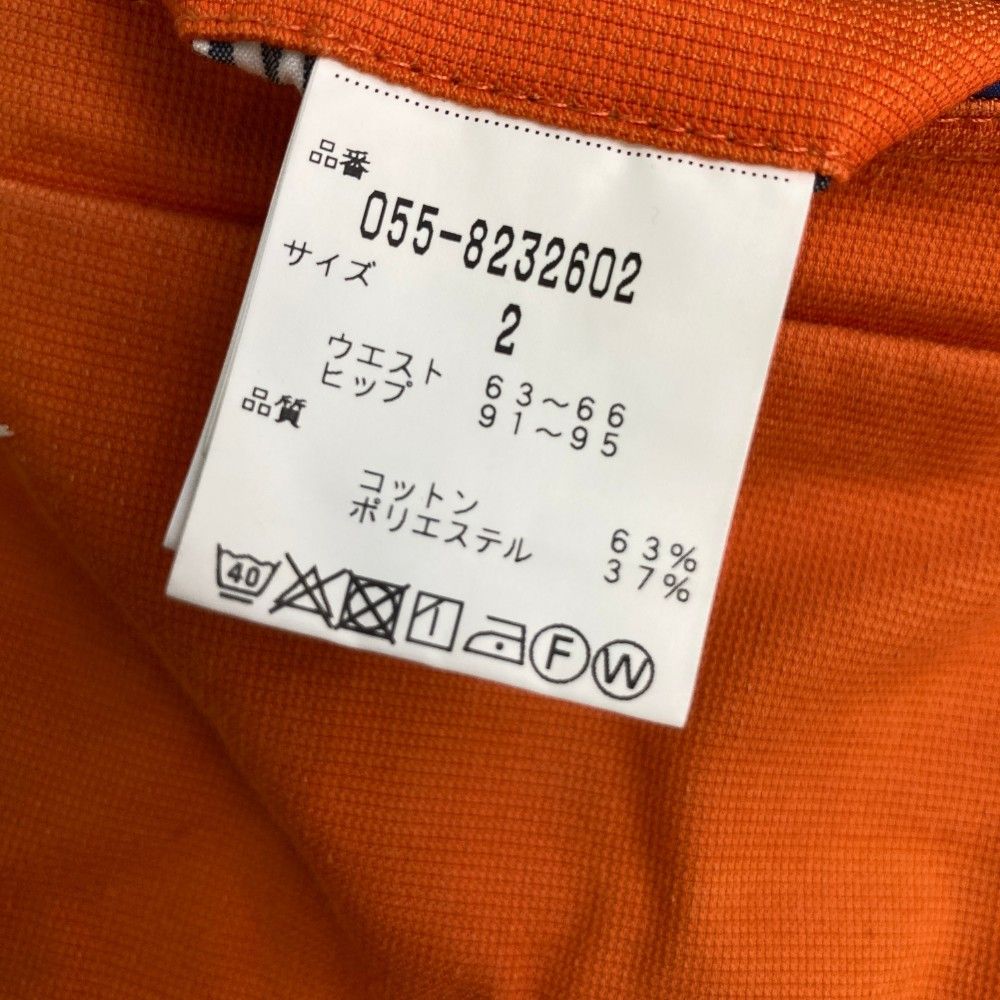 品番
055-8232602
サイズ
2
ウエスト 63～66
ヒップ 91～95
品質
コットン 63%
ポリエステル 37%
40 F W